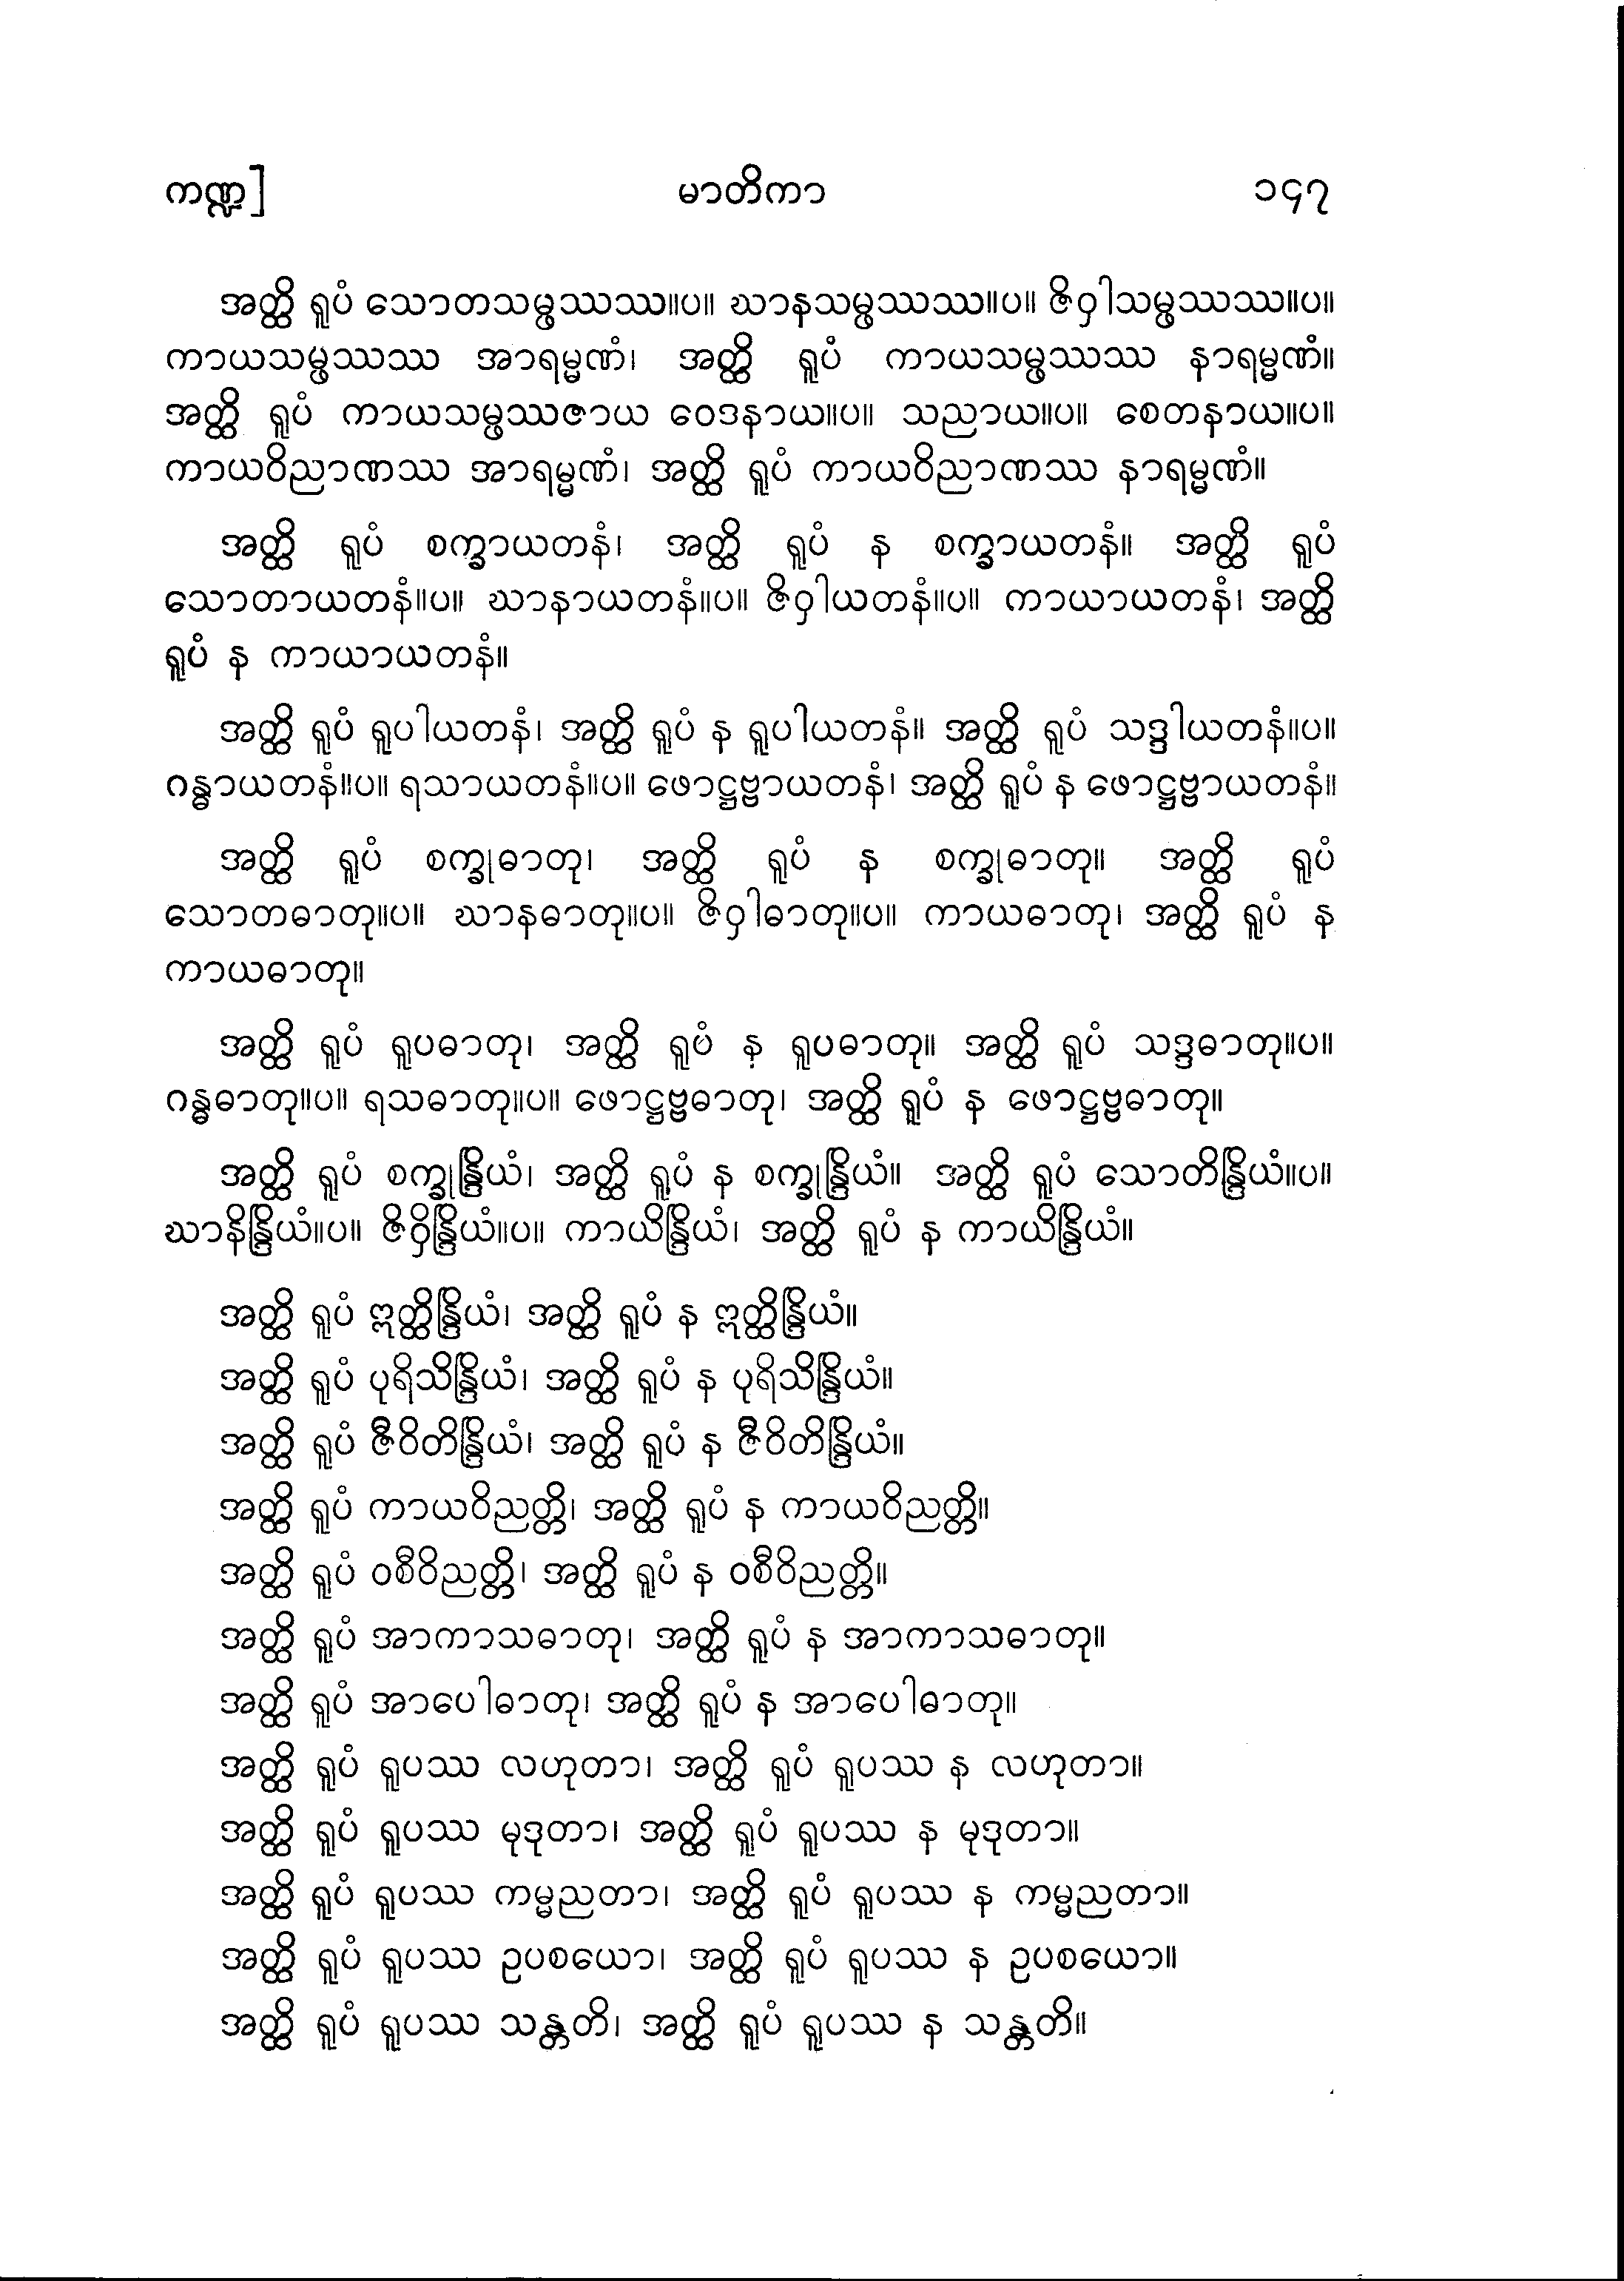 ကဏ္ဍ] မာတိကာ ၁၄၇
အတ္ထိ ရူပံ သောတသမ္ဖဿဿ။ပ။ ဃာနသမ္ဖဿဿ။ပ။ ဇိဝှါသမ္ဖဿဿ။ပ။
ကာယသမ္ဖဿဿ အာရမ္မဏံ၊ အတ္ထိ ရူပံ ကာယသမ္ဖဿဿ နာရမ္မဏံ။
အတ္ထိ ရူပံ ကာယသမ္ဖဿဇာယ ဝေဒနာယ။ပ။ သညာယ။ပ။ စေတနာယ။ပ။
ကာယဝိညာဏဿ အာရမ္မဏံ၊ အတ္ထိ ရူပံ ကာယဝိညာဏဿ နာရမ္မဏံ။
အတ္ထိ ရူပံ စက္ခာယတနံ၊ အတ္ထိ ရူပံ န စက္ခာယတနံ။ အတ္ထိ ရူပံ
သောတာယတနံ။ပ။ ဃာနာယတနံ။ပ။ ဇိဝှါယတနံ။ပ။ ကာယာယတနံ၊ အတ္ထိ
ရူပံ န ကာယာယတနံ။
အတ္ထိ ရူပံ ရူပါယတနံ၊ အတ္ထိ ရူပံ န ရူပါယတနံ။ အတ္ထိ ရူပံ သဒ္ဒါယတနံ။ပ။
ဂန္ဓာယတနံ။ပ။ ရသာယတနံ။ပ။ ဖောဋ္ဌဗ္ဗာယတနံ၊ အတ္ထိ ရူပံ န ဖောဋ္ဌဗ္ဗာယတနံ။
အတ္ထိ ရူပံ စက္ခုဓာတု၊ အတ္ထိ ရူပံ န စက္ခုဓာတု။ အတ္ထိ ရူပံ
သောတဓာတု။ပ။ ဃာနဓာတု။ပ။ ဇိဝှါဓာတု။ပ။ ကာယဓာတု၊ အတ္ထိ ရူပံ န
ကာယဓာတု။
အတ္ထိ ရူပံ ရူပဓာတု၊ အတ္ထိ ရူပံ န ရူပဓာတု။ အတ္ထိ ရူပံ သဒ္ဒဓာတု။ပ။
ဂန္ဓဓာတု။ပ။ ရသဓာတု။ပ။ ဖောဋ္ဌဗ္ဗဓာတု၊ အတ္ထိ ရူပံ န ဖောဋ္ဌဗ္ဗဓာတု။
အတ္ထိ ရူပံ စက္ခုန္ဒြိယံ၊ အတ္ထိ ရူပံ န စက္ခုန္ဒြိယံ။ အတ္ထိ ရူပံ သောတိန္ဒြိယံ။ပ။
ဃာနိန္ဒြိယံ။ပ။ ဇိဝှိန္ဒြိယံ။ပ။ ကာယိန္ဒြိယံ၊ အတ္ထိ ရူပံ န ကာယိန္ဒြိယံ။
အတ္ထိ ရူပံ ဣတ္ထိန္ဒြိယံ၊ အတ္ထိ ရူပံ န ဣတ္ထိန္ဒြိယံ။
အတ္ထိ ရူပံ ပုရိသိန္ဒြိယံ၊ အတ္ထိ ရူပံ န ပုရိသိန္ဒြိယံ။
အတ္ထိ ရူပံ ဇီဝိတိန္ဒြိယံ၊ အတ္ထိ ရူပံ န ဇီဝိတိန္ဒြိယံ။
အတ္ထိ ရူပံ ကာယဝိညတ္တိ၊ အတ္ထိ ရူပံ န ကာယဝိညတ္တိ။
အတ္ထိ ရူပံ ဝစီဝိညတ္တိ၊ အတ္ထိ ရူပံ န ဝစီဝိညတ္တိ။
အတ္ထိ ရူပံ အာကာသဓာတု၊ အတ္ထိ ရူပံ န အာကာသဓာတု။
အတ္ထိ ရူပံ အာပေါဓာတု၊ အတ္ထိ ရူပံ န အာပေါဓာတု။
အတ္ထိ ရူပံ ရူပဿ လဟုတာ၊ အတ္ထိ ရူပံ ရူပဿ န လဟုတာ။
အတ္ထိ ရူပံ ရူပဿ မုဒုတာ၊ အတ္ထိ ရူပံ ရူပဿ န မုဒုတာ။
အတ္ထိ ရူပံ ရူပဿ ကမ္မညတာ၊ အတ္ထိ ရူပံ ရူပဿ န ကမ္မညတာ။
အတ္ထိ ရူပံ ရူပဿ ဥပစယော၊ အတ္ထိ ရူပံ ရူပဿ န ဥပစယော။
အတ္ထိ ရူပံ ရူပဿ သန္တတိ၊ အတ္ထိ ရူပံ ရူပဿ န သန္တတိ။